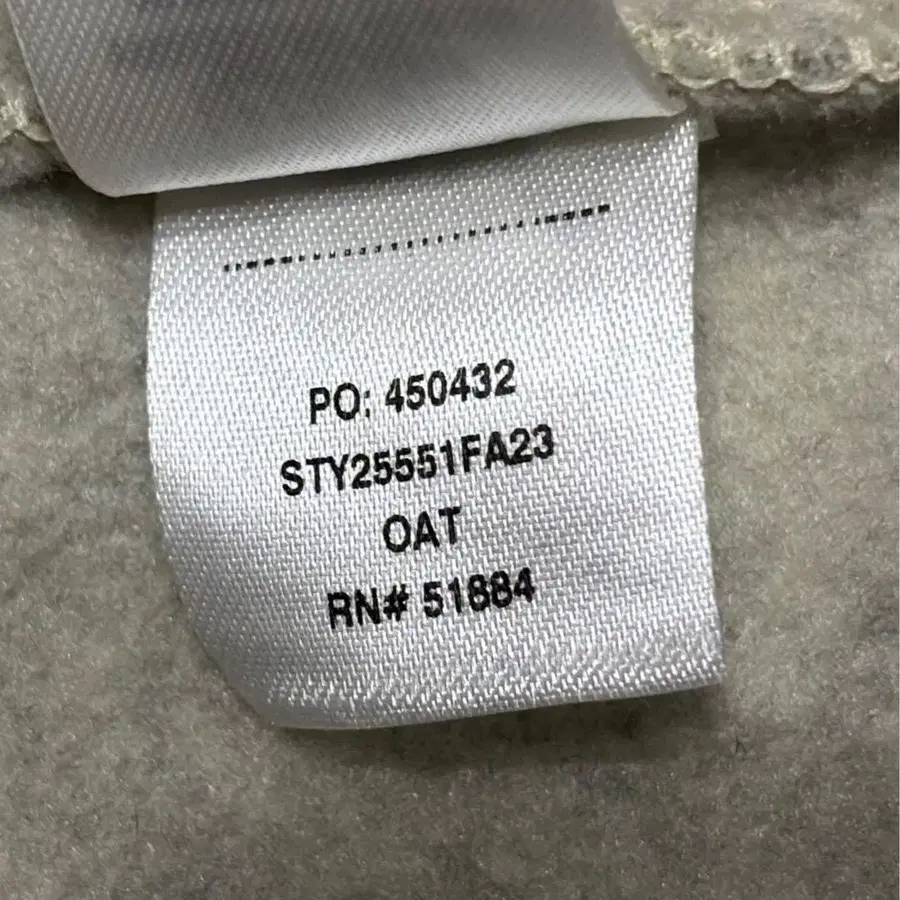 PO: 450432
STY25551FA23
OAT
RN# 51884